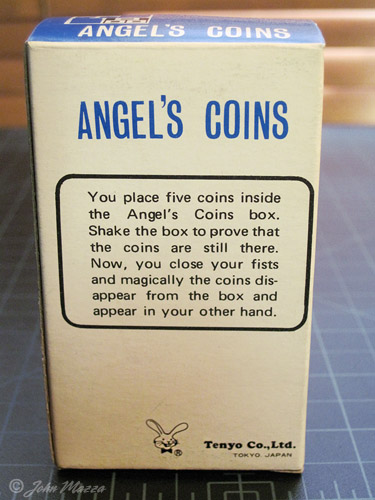 ANGEL'S COINS
ANGEL'S COINS
You place five coins inside
the Angel's Coins box.
Shake the box to prove that
the coins are still there.
Now, you close your fists
and magically the coins dis-
appear from the box and
appear in your other hand.
®
Tenyo Co.,Ltd.
TOKYO. JAPAN
© John Mazza